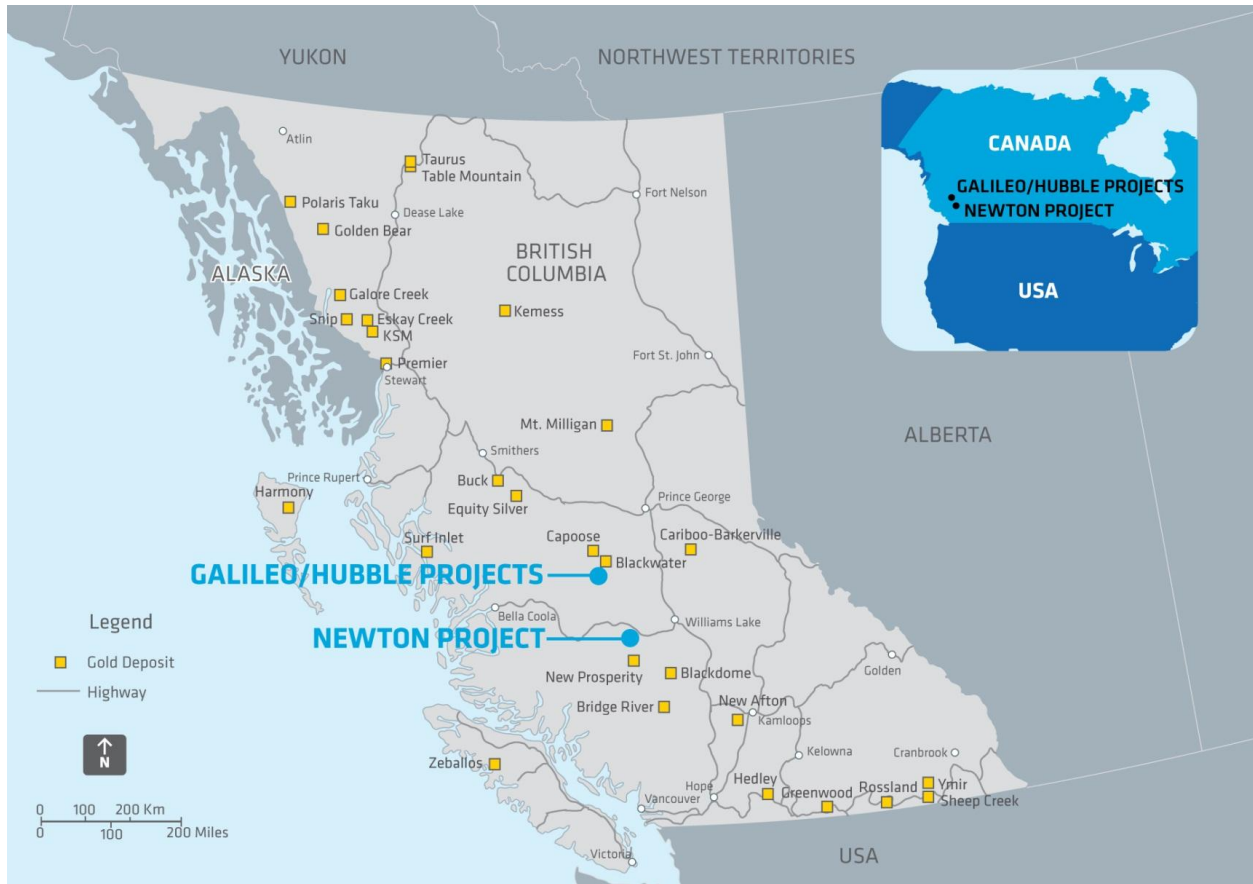 YUKON
NORTHWEST TERRITORIES
CANADA
GALILEO/HUBBLE PROJECTS
NEWTON PROJECT
USA
Atlin
Taurus
Table Mountain
Fort Nelson
Polaris Taku
Dease Lake
Golden Bear
BRITISH
COLUMBIA
ALASKA
Galore Creek
Kemess
Snip
Eskay Creek
KSM
Fort St. John
Premier
Stewart
Mt. Milligan
ALBERTA
Smithers
Prince Rupert
Buck
Harmony
Equity Silver
Prince George
Surf Inlet
Capoose
Cariboo-Barkerville
Blackwater
GALILEO/HUBBLE PROJECTS
Bella Coola
Williams Lake
NEWTON PROJECT
Legend
Gold Deposit
Highway
New Prosperity
Blackdome
Golden
Bridge River
New Afton
Kamloops
N
Zeballos
Kelowna
Cranbrook
Hedley
Hope
Vancouver
Greenwood
Rossland
Ymir
Sheep Creek
0 100 200 Km
0 100 200 Miles
Victoria
USA